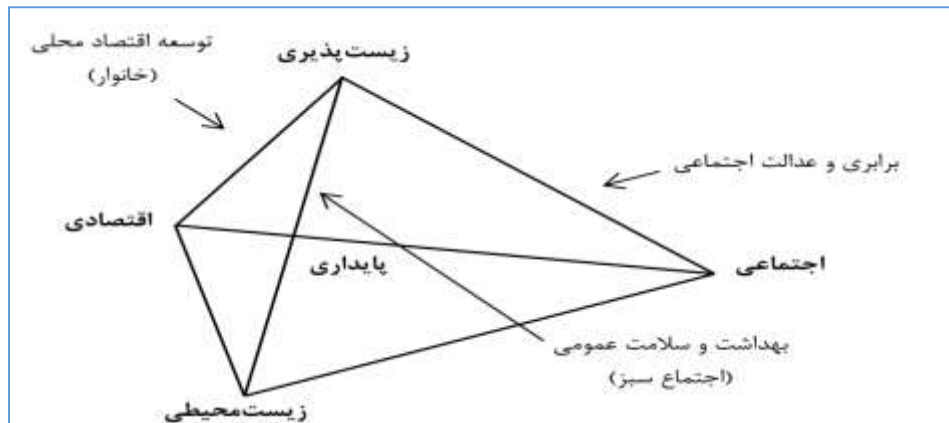 توسعه اقتصاد محلی
(خانوار)
زیست‌پذیری
برابری و عدالت اجتماعی
اقتصادی
پایداری
اجتماعی
بهداشت و سلامت عمومی
(اجتماع سبز)
زیست‌محیطی